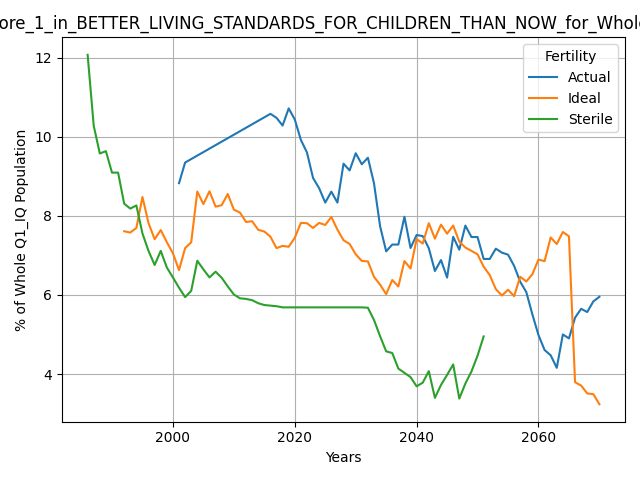 ore_1_in_BETTER_LIVING_STANDARDS_FOR_CHILDREN_THAN_NOW_for_Whole
Fertility
Actual
Ideal
Sterile
% of Whole Q1_IQ Population
12
10
8
6
4
2000
2020
2040
2060
Years